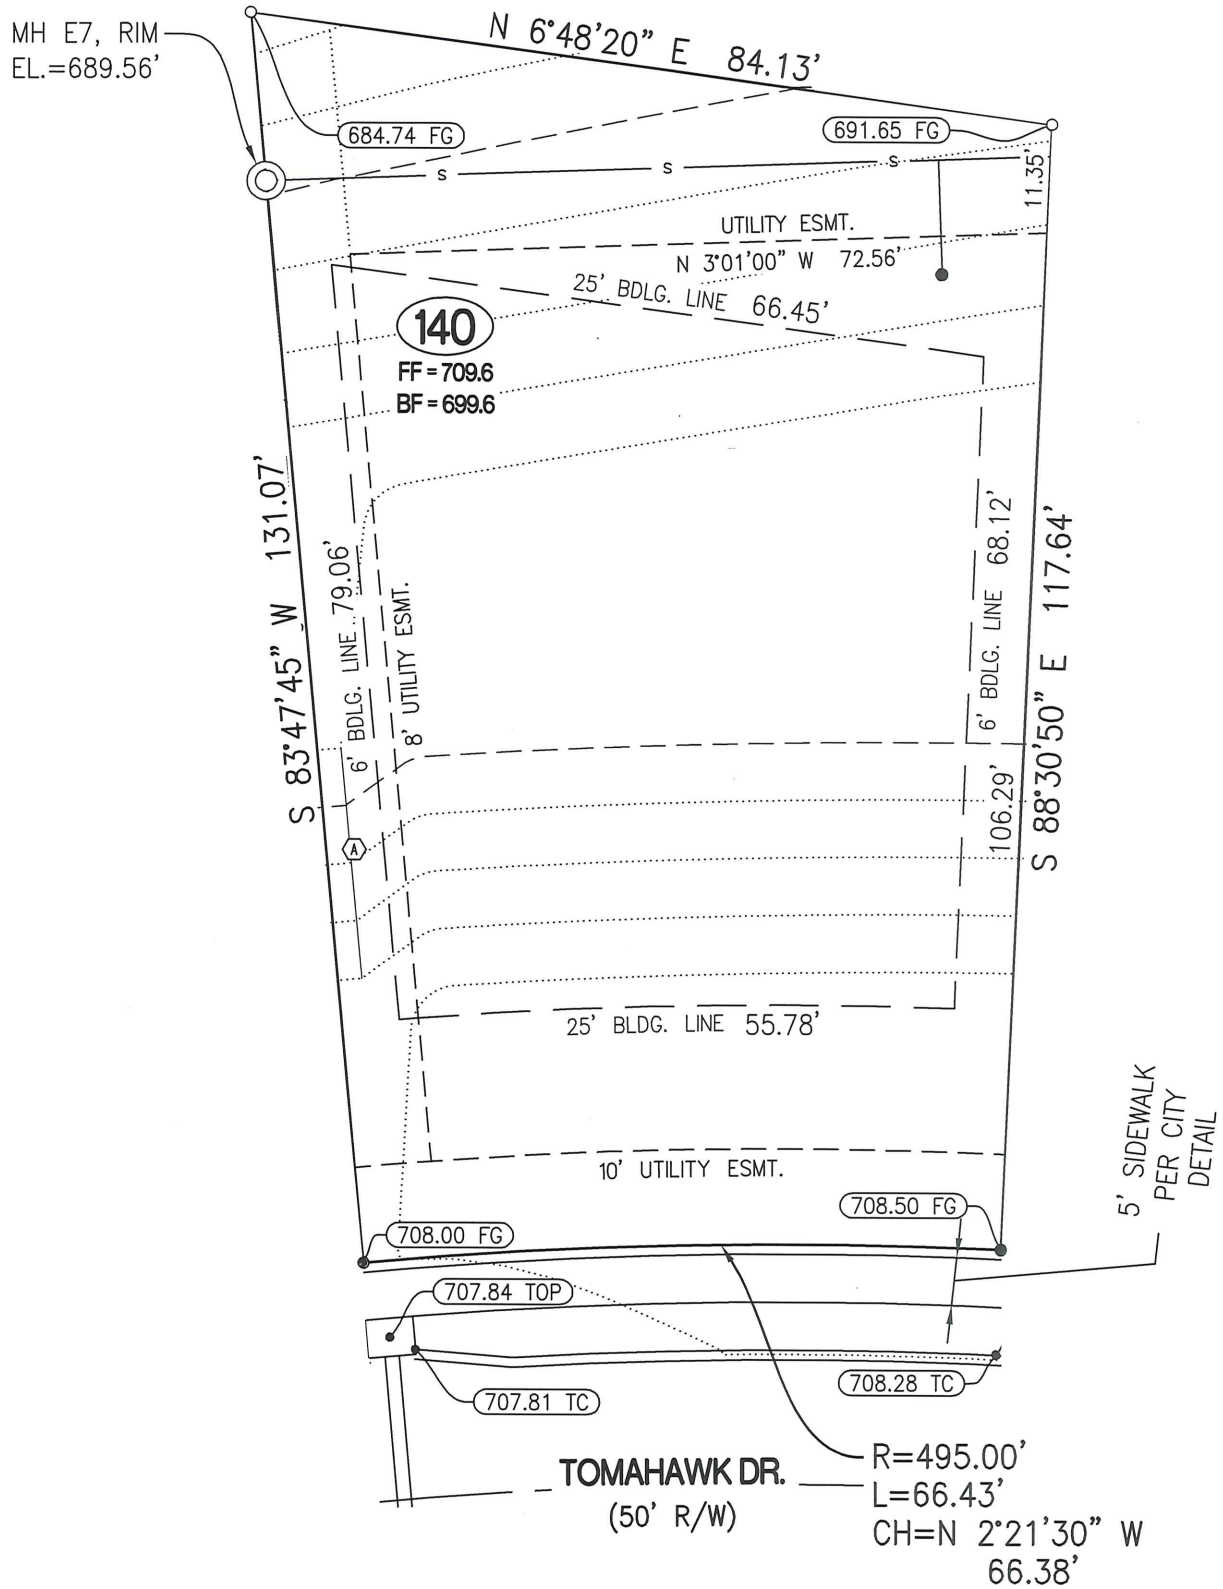 MH E7, RIM
EL.=689.56'
N 6°48'20" E 84.13'
684.74 FG
691.65 FG
S S S
11.35'
UTILITY ESMT.
N 3°01'00" W 72.56'
25' BDLG. LINE 66.45'
140
FF = 709.6
BF = 699.6
S 83°47'45" W 131.07'
6' BDLG. LINE 79.06'
8' UTILITY ESMT.
6' BDLG. LINE 68.12'
106.29'
S 88°30'50" E 117.64'
A
25' BLDG. LINE 55.78'
10' UTILITY ESMT.
5' SIDEWALK
PER CITY
DETAIL
708.00 FG
708.50 FG
707.84 TOP
707.81 TC
708.28 TC
TOMAHAWK DR.
(50' R/W)
R=495.00'
L=66.43'
CH=N 2°21'30" W
66.38'